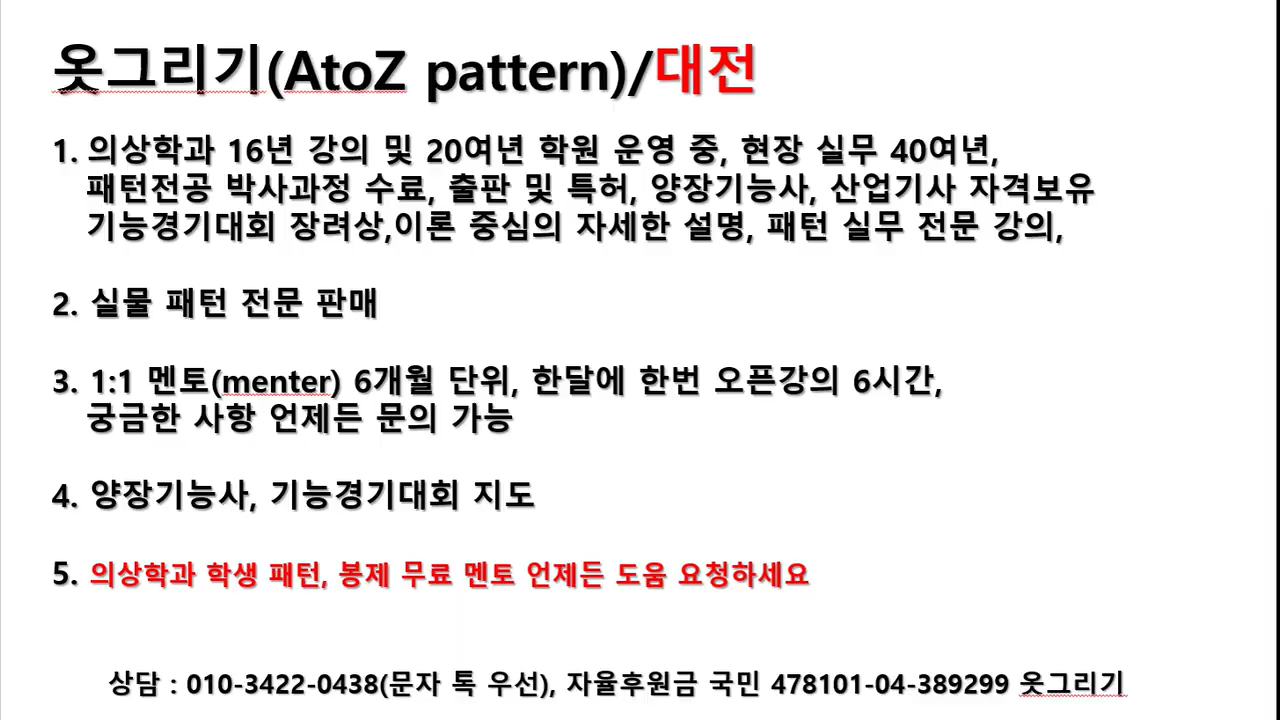 옷그리기(AtoZ pattern)/대전
1. 의상학과 16년 강의 및 20여년 학원 운영 중, 현장 실무 40여년,
패턴전공 박사과정 수료, 출판 및 특허, 양장기능사, 산업기사 자격보유
기능경기대회 장려상,이론 중심의 자세한 설명, 패턴 실무 전문 강의,
2. 실물 패턴 전문 판매
3. 1:1 멘토(menter) 6개월 단위, 한달에 한번 오픈강의 6시간,
궁금한 사항 언제든 문의 가능
4. 양장기능사, 기능경기대회 지도
5. 의상학과 학생 패턴, 봉제 무료 멘토 언제든 도움 요청하세요
상담 : 010-3422-0438(문자 톡 우선), 자율후원금 국민 478101-04-389299 옷그리기